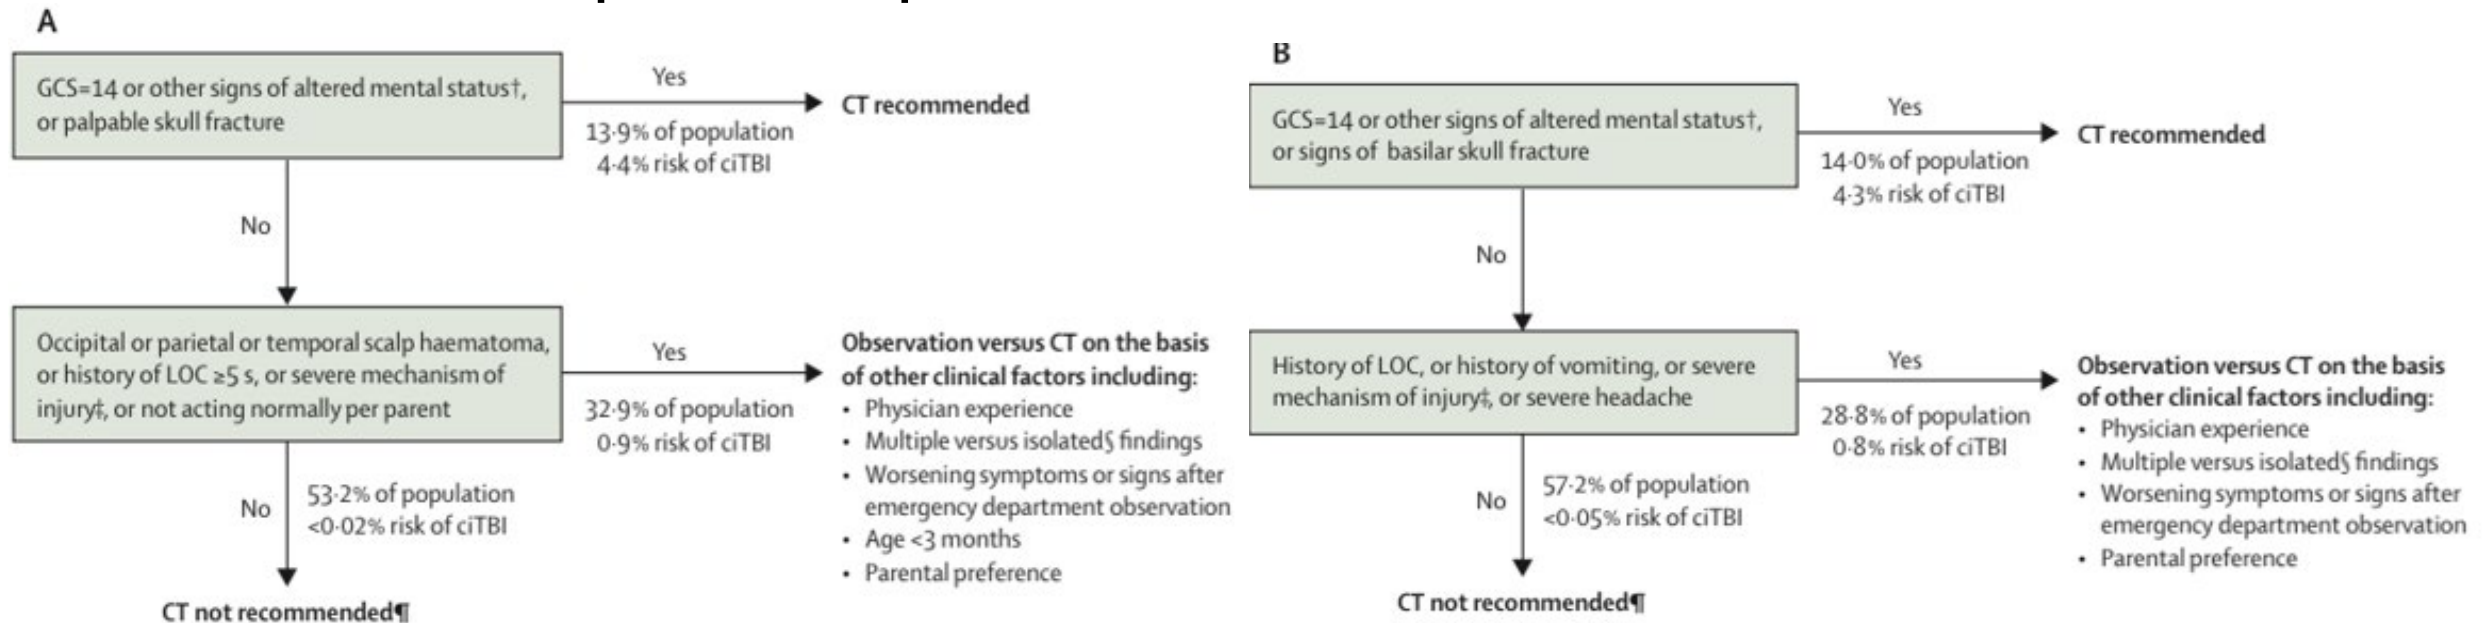 A
GCS=14 or other signs of altered mental status†,
or palpable skull fracture
Yes
13·9% of population
4·4% risk of ciTBI
CT recommended
No
Occipital or parietal or temporal scalp haematoma,
or history of LOC ≥5 s, or severe mechanism of
injury‡, or not acting normally per parent
Yes
32·9% of population
0·9% risk of ciTBI
Observation versus CT on the basis
of other clinical factors including:
• Physician experience
• Multiple versus isolated§ findings
• Worsening symptoms or signs after
emergency department observation
• Age <3 months
• Parental preference
No
53·2% of population
<0·02% risk of ciTBI
CT not recommended¶
B
GCS=14 or other signs of altered mental status†,
or signs of basilar skull fracture
Yes
14·0% of population
4·3% risk of ciTBI
CT recommended
No
History of LOC, or history of vomiting, or severe
mechanism of injury‡, or severe headache
Yes
28·8% of population
0·8% risk of ciTBI
Observation versus CT on the basis
of other clinical factors including:
• Physician experience
• Multiple versus isolated§ findings
• Worsening symptoms or signs after
emergency department observation
• Parental preference
No
57·2% of population
<0·05% risk of ciTBI
CT not recommended¶